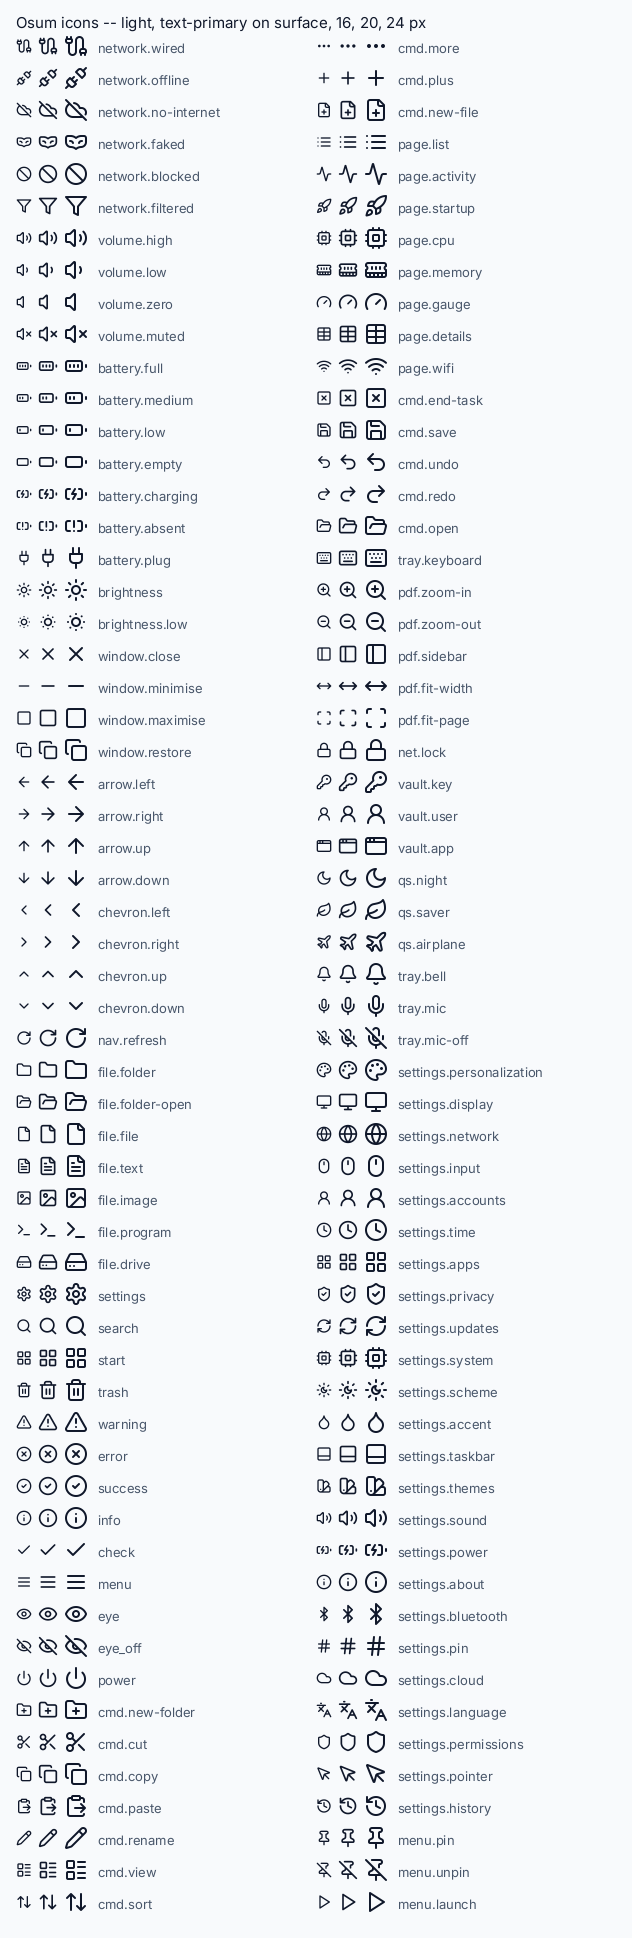 Osum icons -- light, text-primary on surface, 16, 20, 24 px
network.wired
network.offline
network.no-internet
network.faked
network.blocked
network.filtered
volume.high
volume.low
volume.zero
volume.muted
battery.full
battery.medium
battery.low
battery.empty
battery.charging
battery.absent
battery.plug
brightness
brightness.low
window.close
window.minimise
window.maximise
window.restore
arrow.left
arrow.right
arrow.up
arrow.down
chevron.left
chevron.right
chevron.up
chevron.down
nav.refresh
file.folder
file.folder-open
file.file
file.text
file.image
file.program
file.drive
settings
search
start
trash
warning
error
success
info
check
menu
eye
eye_off
power
cmd.new-folder
cmd.cut
cmd.copy
cmd.paste
cmd.rename
cmd.view
cmd.sort
cmd.more
cmd.plus
cmd.new-file
page.list
page.activity
page.startup
page.cpu
page.memory
page.gauge
page.details
page.wifi
cmd.end-task
cmd.save
cmd.undo
cmd.redo
cmd.open
tray.keyboard
pdf.zoom-in
pdf.zoom-out
pdf.sidebar
pdf.fit-width
pdf.fit-page
net.lock
vault.key
vault.user
vault.app
qs.night
qs.saver
qs.airplane
tray.bell
tray.mic
tray.mic-off
settings.personalization
settings.display
settings.network
settings.input
settings.accounts
settings.time
settings.apps
settings.privacy
settings.updates
settings.system
settings.scheme
settings.accent
settings.taskbar
settings.themes
settings.sound
settings.power
settings.about
settings.bluetooth
settings.pin
settings.cloud
settings.language
settings.permissions
settings.pointer
settings.history
menu.pin
menu.unpin
menu.launch